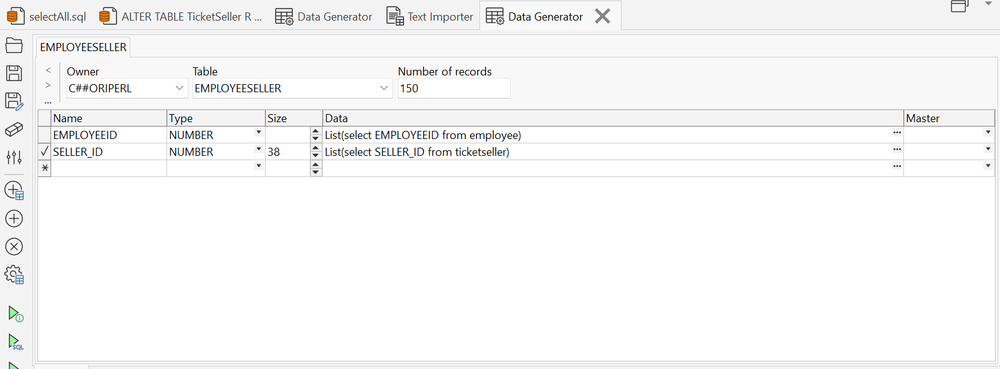 selectAll.sql ALTER TABLE TicketSeller R ... Data Generator Text Importer Data Generator
EMPLOYEESELLER
Owner Table Number of records
C##ORIPERL EMPLOYEESELLER 150
...
Name Type Size Data Master
EMPLOYEEID NUMBER List(select EMPLOYEEID from employee) ...
SELLER_ID NUMBER 38 List(select SELLER_ID from ticketseller) ...
* ...
SQL